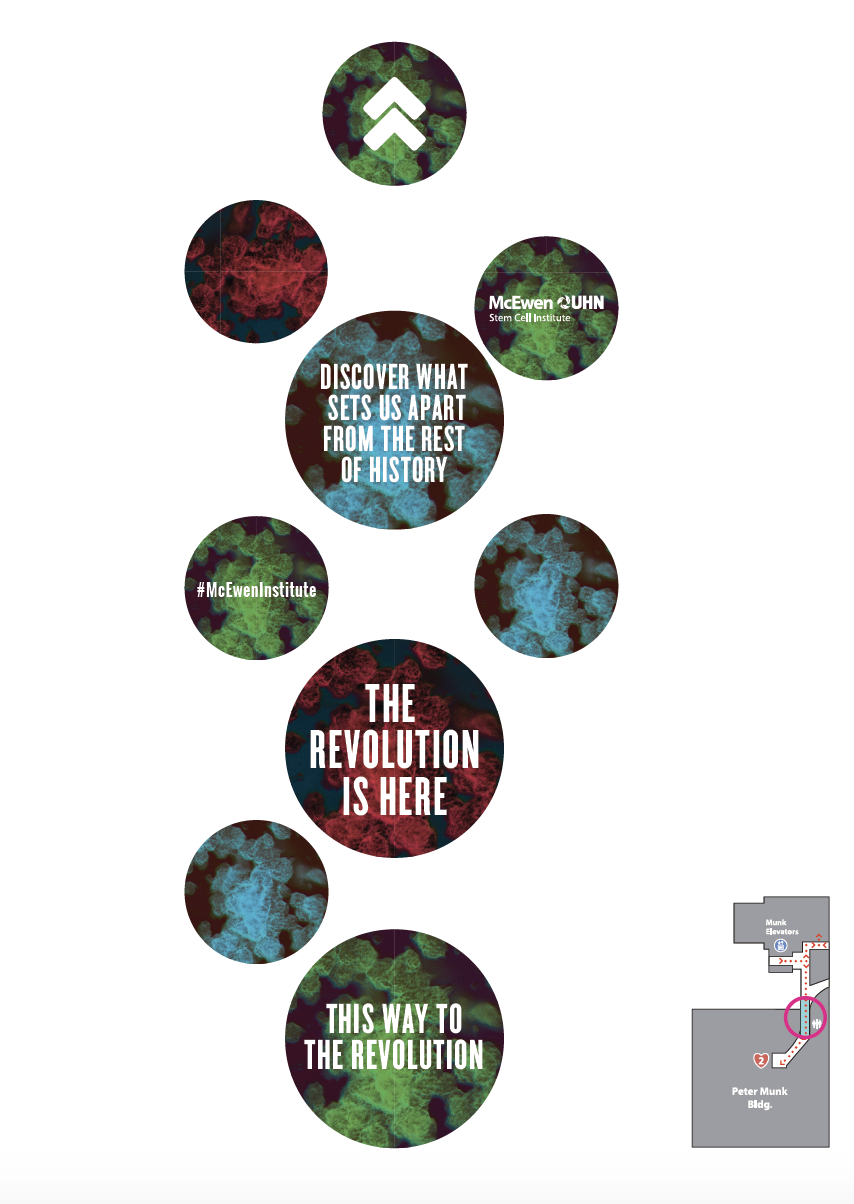 McEwen UHN
Stem Cell Institute
DISCOVER WHAT
SETS US APART
FROM THE REST
OF HISTORY
#McEwenInstitute
THE
REVOLUTION
IS HERE
THIS WAY TO
THE REVOLUTION
Munk
Elevators
2
Peter Munk
Bldg.